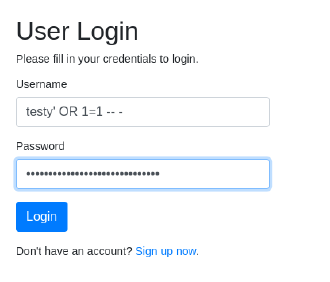 User Login
Please fill in your credentials to login.
Username
testy' OR 1=1 -- -
Password
••••••••••••••••••••••••••••••
Login
Don't have an account? Sign up now.